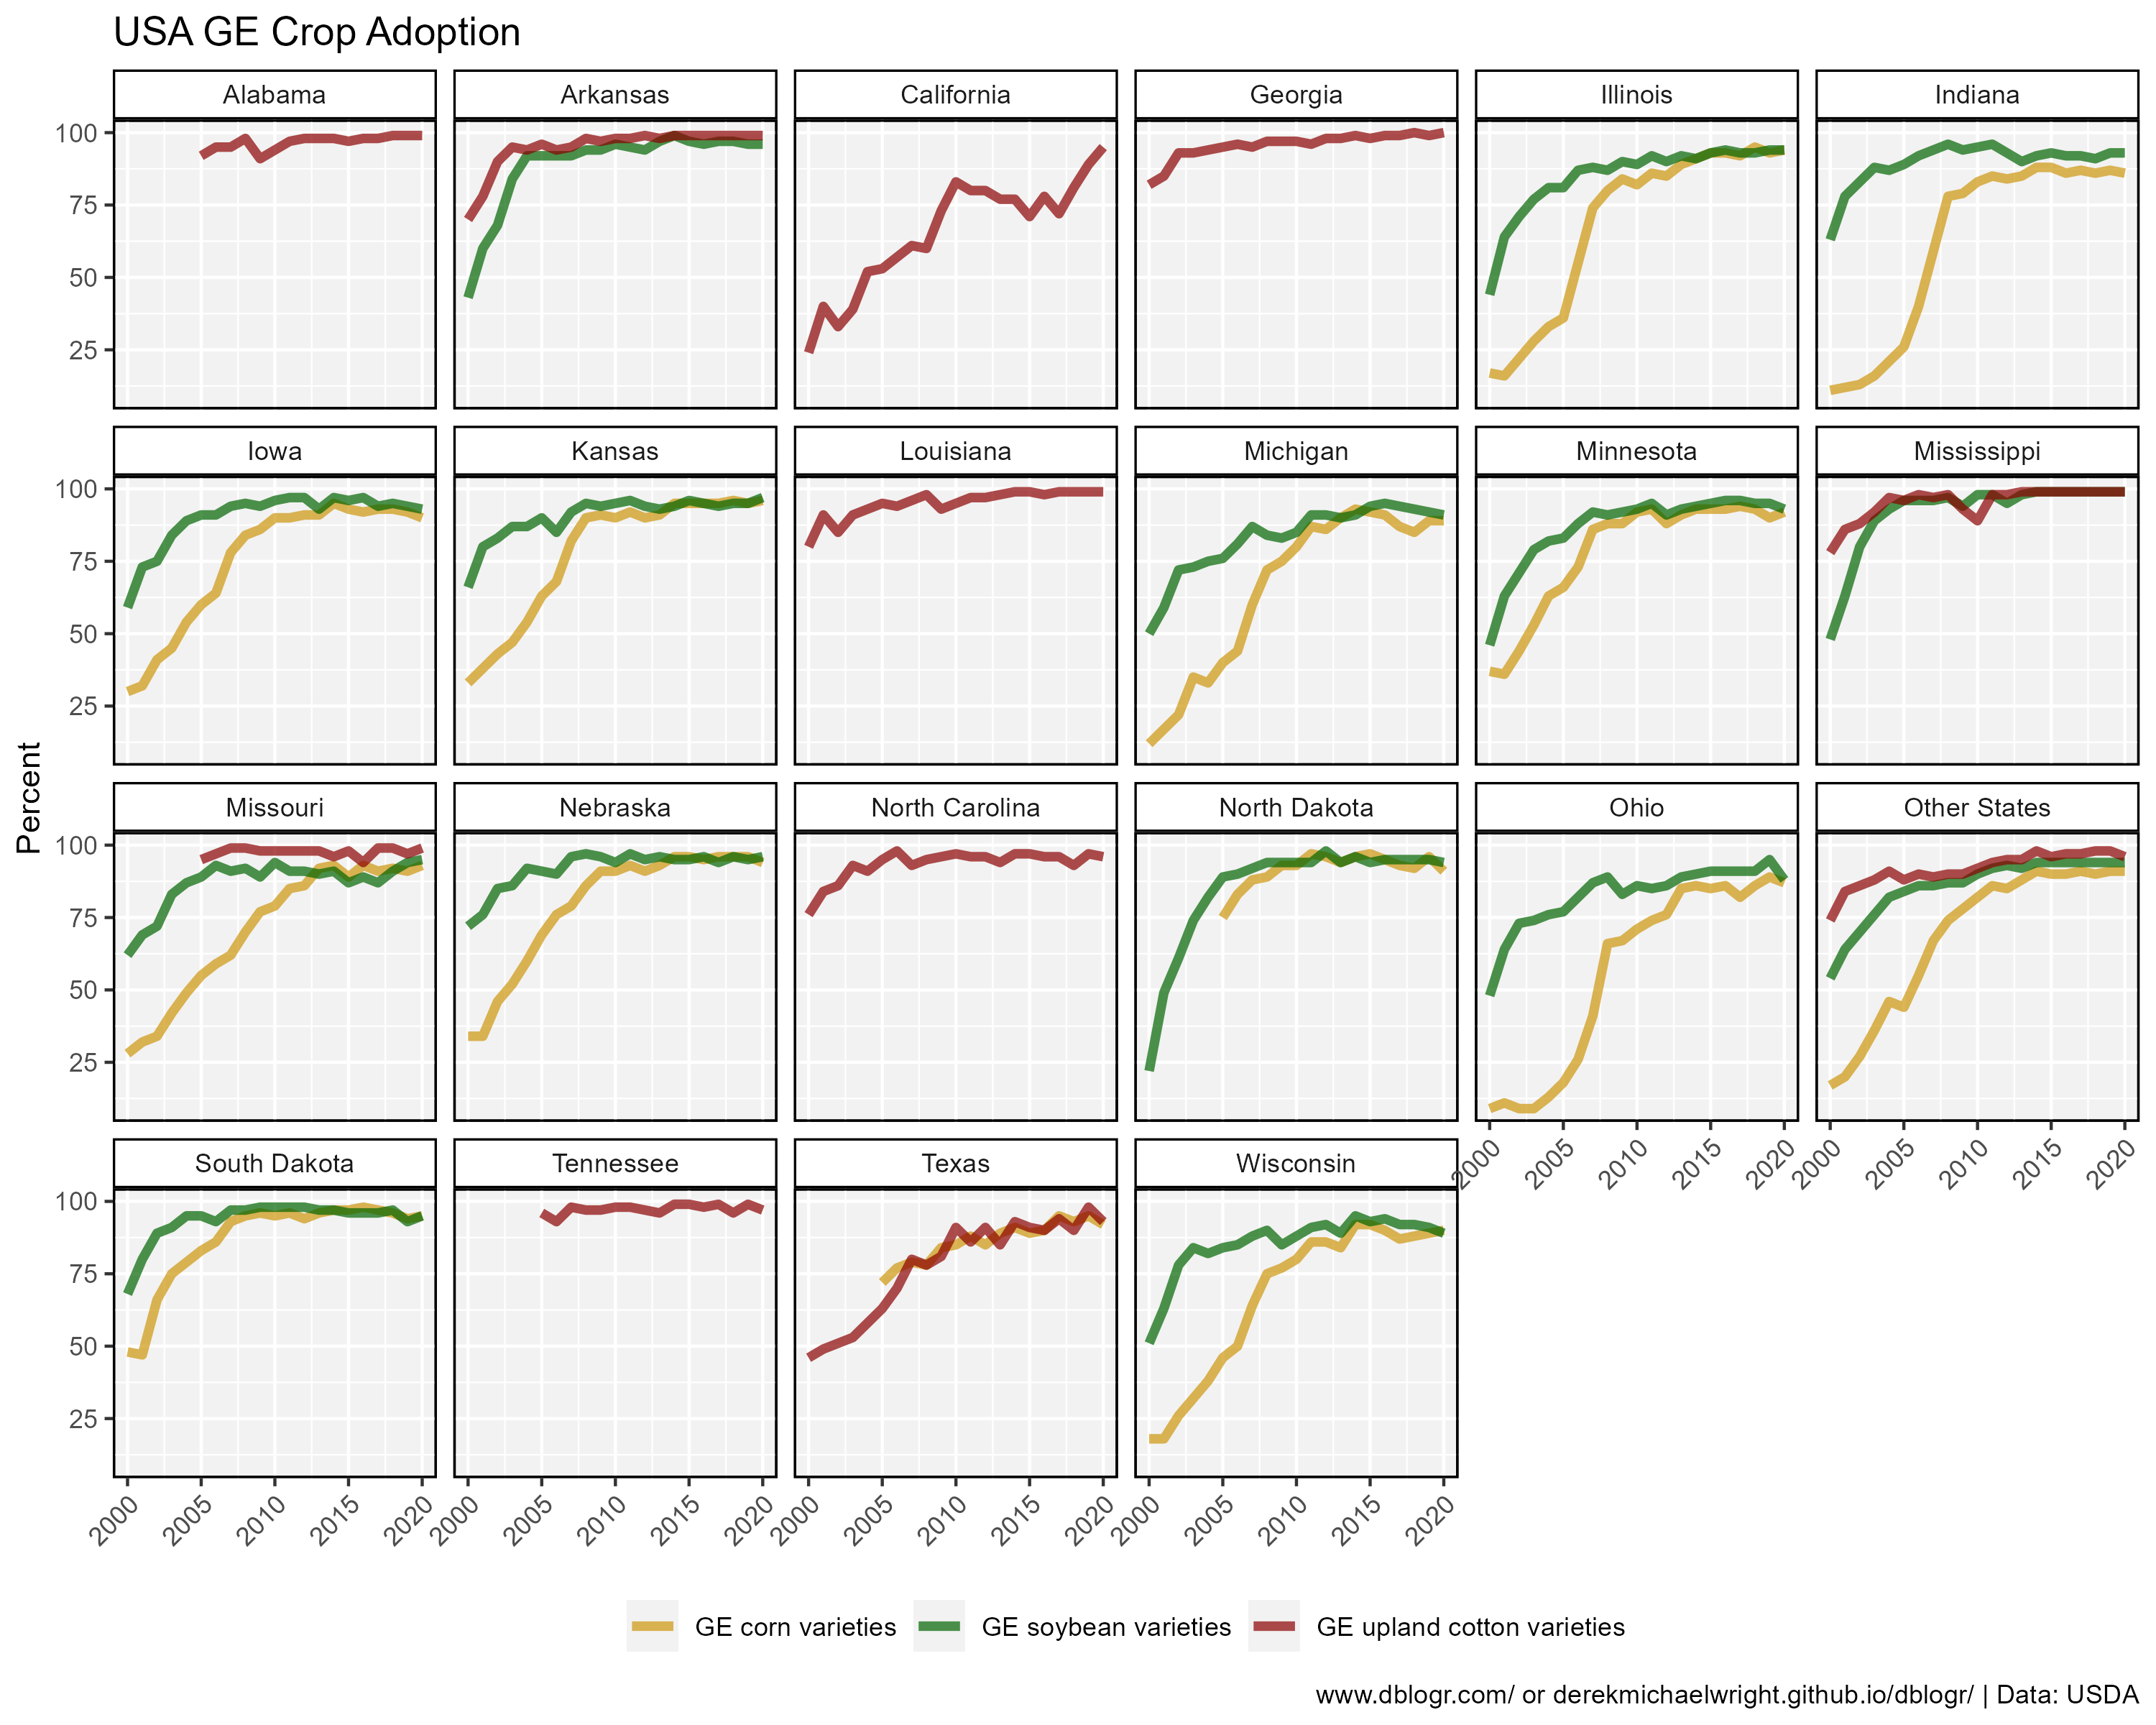 USA GE Crop Adoption
Alabama Arkansas California Georgia Illinois Indiana
100
75
50
25
Iowa Kansas Louisiana Michigan Minnesota Mississippi
100
75
50
25
Percent
Missouri Nebraska North Carolina North Dakota Ohio Other States
100
75
50
25
2000 2005 2010 2015 2020 2000 2005 2010 2015 2020
South Dakota Tennessee Texas Wisconsin
100
75
50
25
2000 2005 2010 2015 2020 2000 2005 2010 2015 2020 2000 2005 2010 2015 2020 2000 2005 2010 2015 2020
GE corn varieties GE soybean varieties GE upland cotton varieties
www.dblogr.com/ or derekmichaelwright.github.io/dblogr/ | Data: USDA